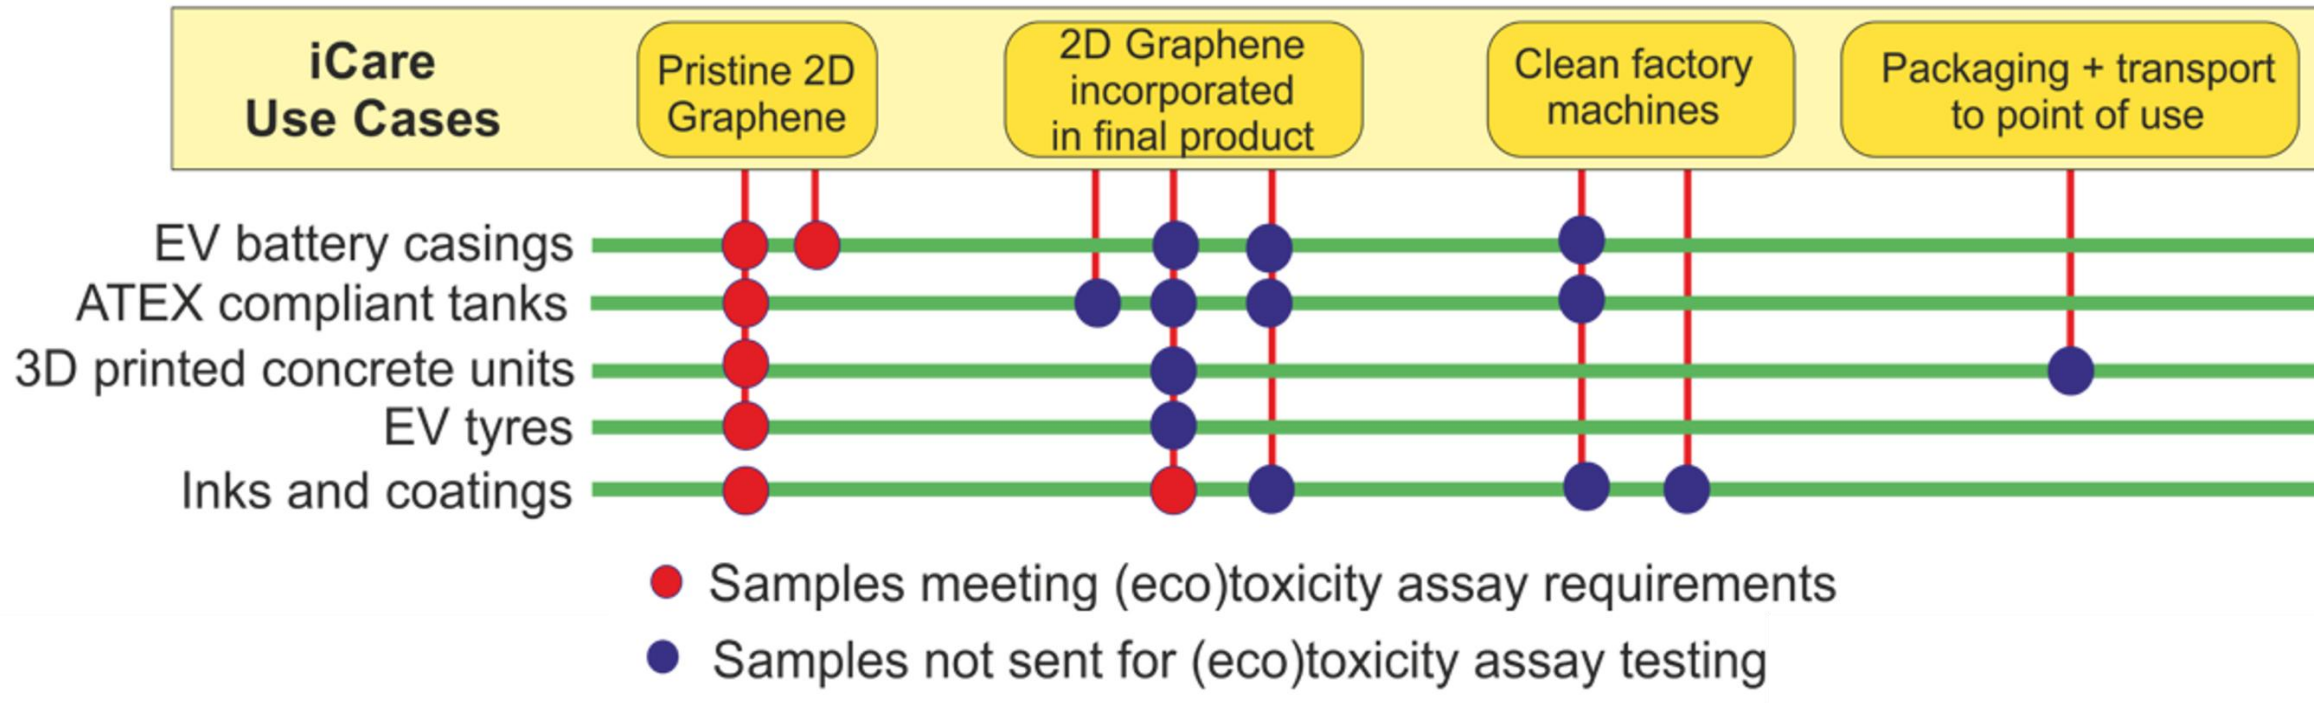 iCare
Use Cases
Pristine 2D
Graphene
2D Graphene
incorporated
in final product
Clean factory
machines
Packaging + transport
to point of use
EV battery casings
ATEX compliant tanks
3D printed concrete units
EV tyres
Inks and coatings
Samples meeting (eco)toxicity assay requirements
Samples not sent for (eco)toxicity assay testing